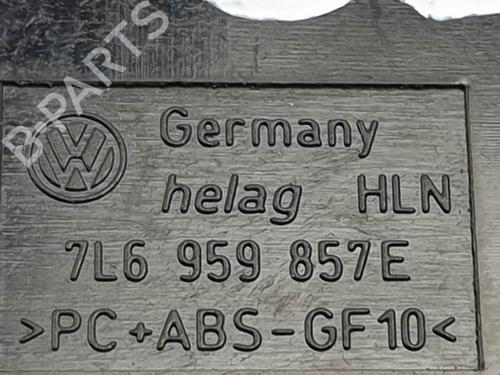 B-PARTS
Germany
helag HLN
7L6 959 857E
>PC+ABS-GF10<